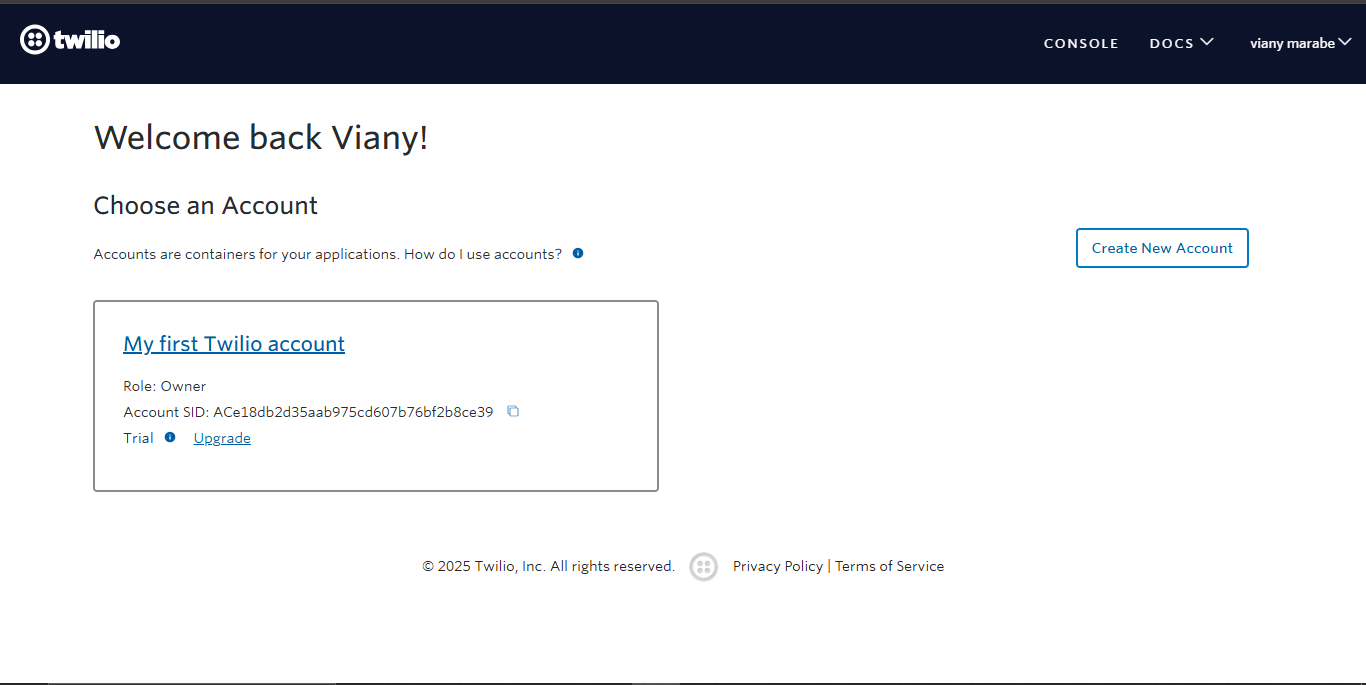 twilio
CONSOLE DOCS viany marabe
Welcome back Viany!
Choose an Account
Accounts are containers for your applications. How do I use accounts?
Create New Account
My first Twilio account
Role: Owner
Account SID: ACe18db2d35aab975cd607b76bf2b8ce39
Trial Upgrade
© 2025 Twilio, Inc. All rights reserved. Privacy Policy | Terms of Service